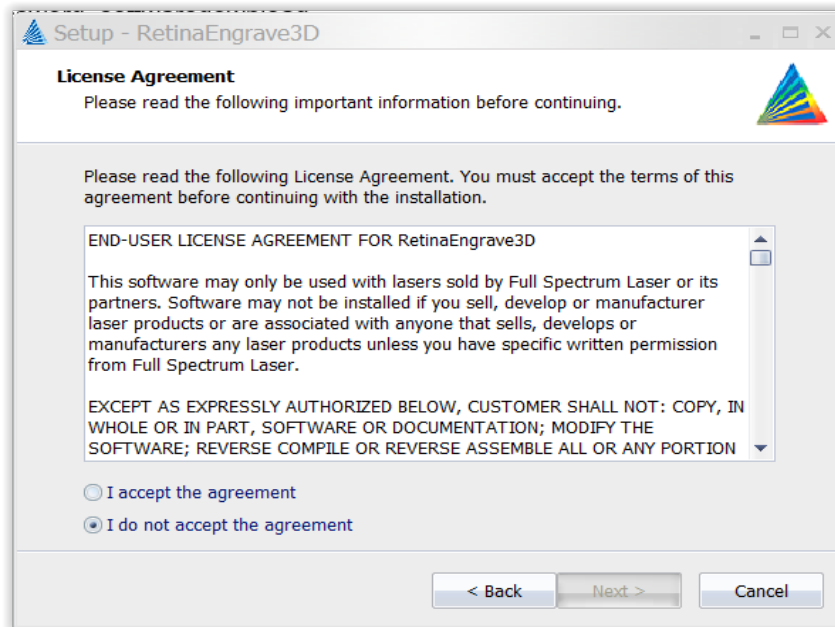 Setup - RetinaEngrave3D
License Agreement
Please read the following important information before continuing.
Please read the following License Agreement. You must accept the terms of this
agreement before continuing with the installation.
END-USER LICENSE AGREEMENT FOR RetinaEngrave3D
This software may only be used with lasers sold by Full Spectrum Laser or its
partners. Software may not be installed if you sell, develop or manufacturer
laser products or are associated with anyone that sells, develops or
manufacturers any laser products unless you have specific written permission
from Full Spectrum Laser.
EXCEPT AS EXPRESSLY AUTHORIZED BELOW, CUSTOMER SHALL NOT: COPY, IN
WHOLE OR IN PART, SOFTWARE OR DOCUMENTATION; MODIFY THE
SOFTWARE; REVERSE COMPILE OR REVERSE ASSEMBLE ALL OR ANY PORTION
I accept the agreement
I do not accept the agreement
< Back Next > Cancel